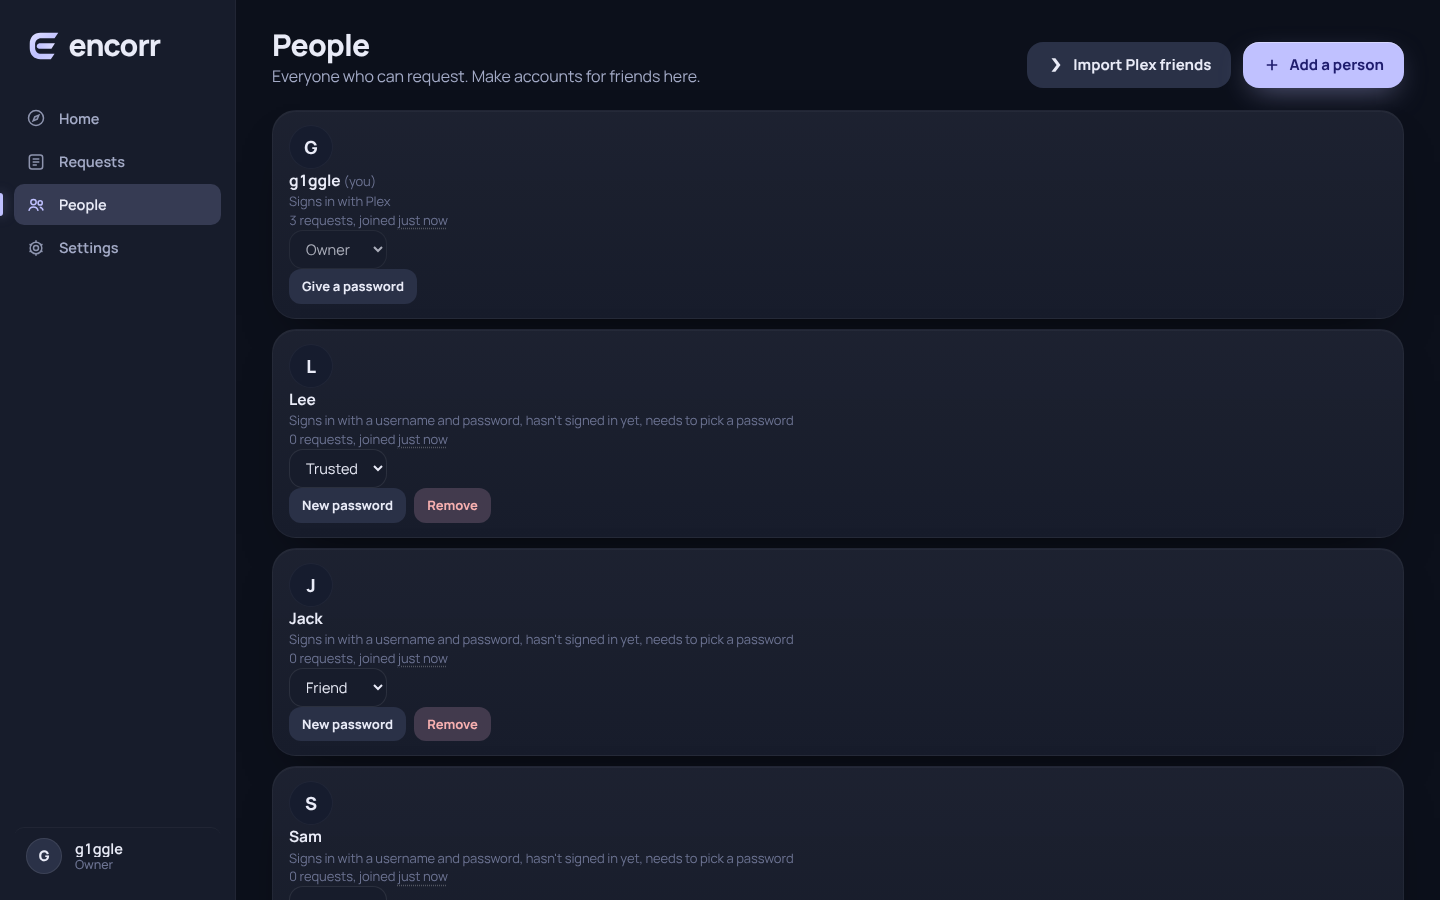 encorr
Home
Requests
People
Settings
g1ggle
Owner
People
Everyone who can request. Make accounts for friends here.
Import Plex friends
Add a person
G
g1ggle (you)
Signs in with Plex
3 requests, joined just now
Owner
Give a password
L
Lee
Signs in with a username and password, hasn't signed in yet, needs to pick a password
0 requests, joined just now
Trusted
New password
Remove
J
Jack
Signs in with a username and password, hasn't signed in yet, needs to pick a password
0 requests, joined just now
Friend
New password
Remove
S
Sam
Signs in with a username and password, hasn't signed in yet, needs to pick a password
0 requests, joined just now
G